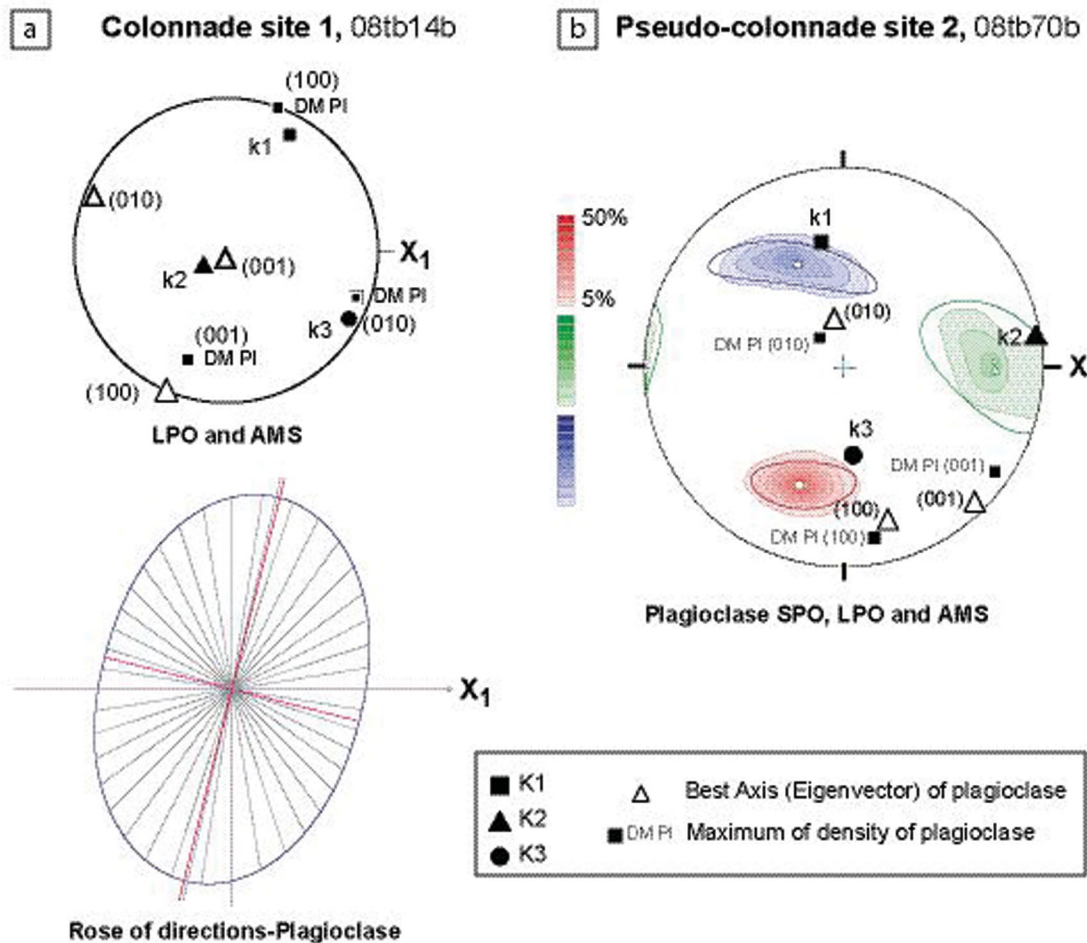 a Colonnade site 1, 08tb14b
(100)
DM Pl
k1
(010)
X1
k2
(001)
DM Pl
k3
(010)
(001)
DM Pl
(100)
LPO and AMS
X1
Rose of directions-Plagioclase
b Pseudo-colonnade site 2, 08tb70b
50%
5%
k1
(010)
DM Pl (010)
k2
X
k3
DM Pl (001)
(001)
(100)
DM Pl (100)
Plagioclase SPO, LPO and AMS
K1
K2
K3
Best Axis (Eigenvector) of plagioclase
DM Pl Maximum of density of plagioclase